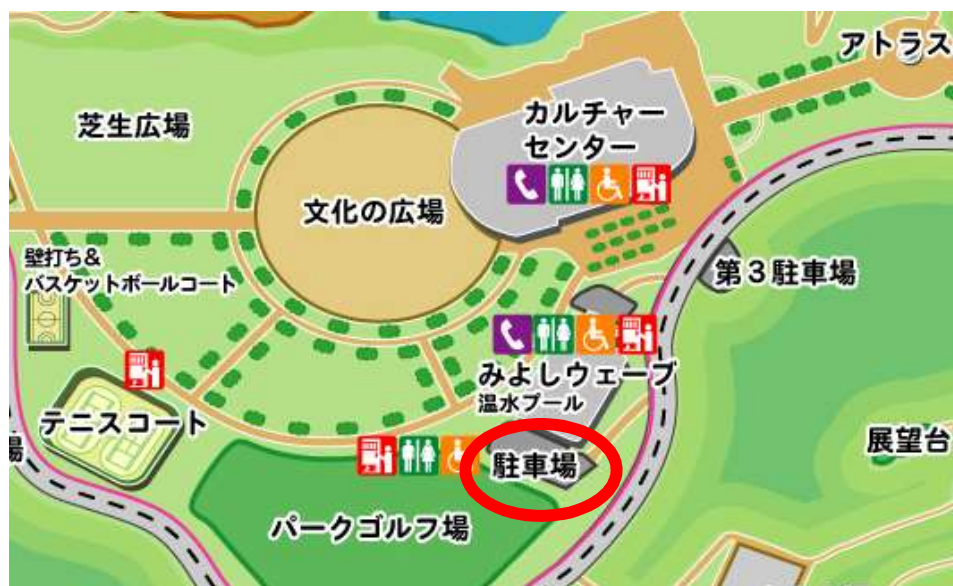 アトラス
カルチャー
センター
芝生広場
文化の広場
壁打ち&
バスケットボールコート
第3駐車場
みよしウェーブ
温水プール
テニスコート
展望台
場
駐車場
パークゴルフ場